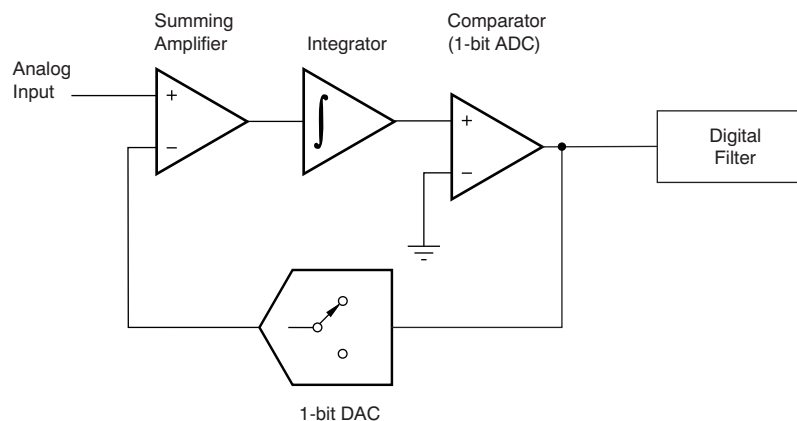 Summing
Amplifier
Integrator
Comparator
(1-bit ADC)
Analog
Input
+
−
∫
+
−
Digital
Filter
1-bit DAC